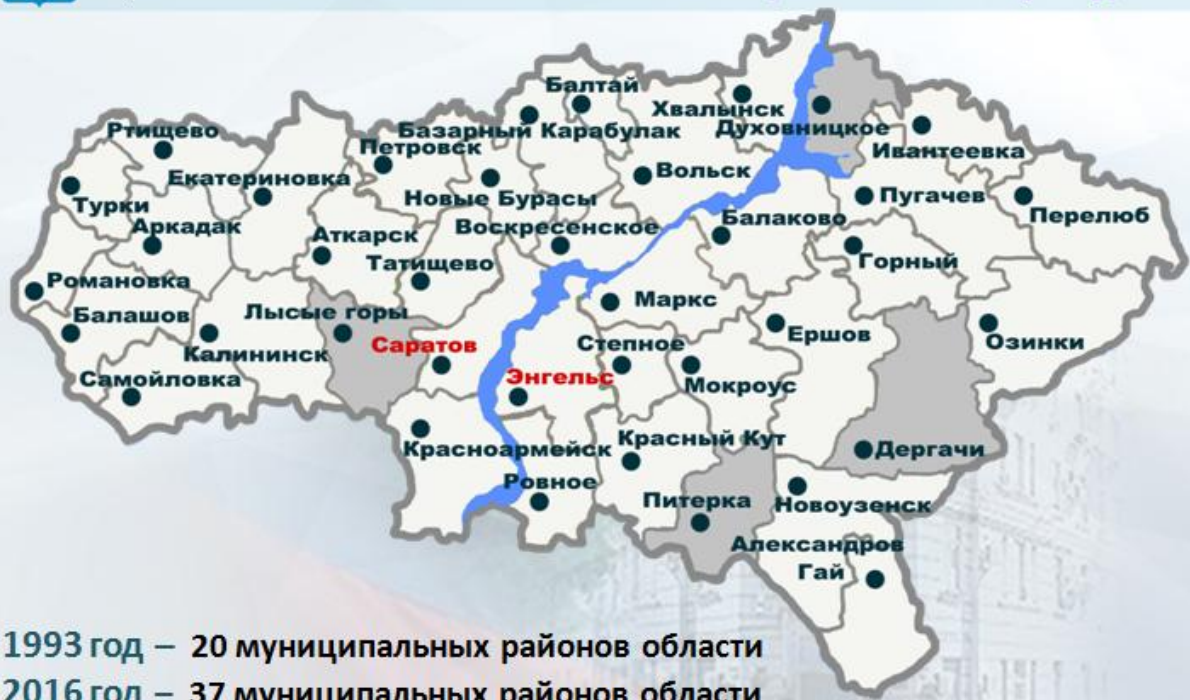 Балтай
Хвалынск
Базарный Карабулак
Духовницкое
Ртищево
Петровск
Ивантеевка
Екатериновка
Вольск
Новые Бурасы
Пугачев
Турки
Перелюб
Аркадак
Аткарск
Воскресенское
Балаково
Татищево
Горный
Романовка
Маркс
Балашов
Лысые горы
Ершов
Озинки
Калининск
Саратов
Степное
Самойловка
Энгельс
Мокроус
Красноармейск
Красный Кут
Дергачи
Ровное
Питерка
Новоузенск
Александров
Гай
1993 год – 20 муниципальных районов области
2016 год – 37 муниципальных районов области